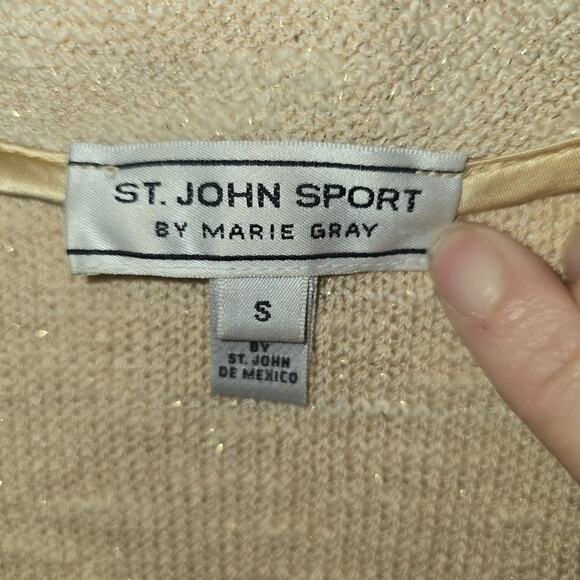 ST. JOHN SPORT
BY MARIE GRAY
S
BY
ST. JOHN
DE MEXICO